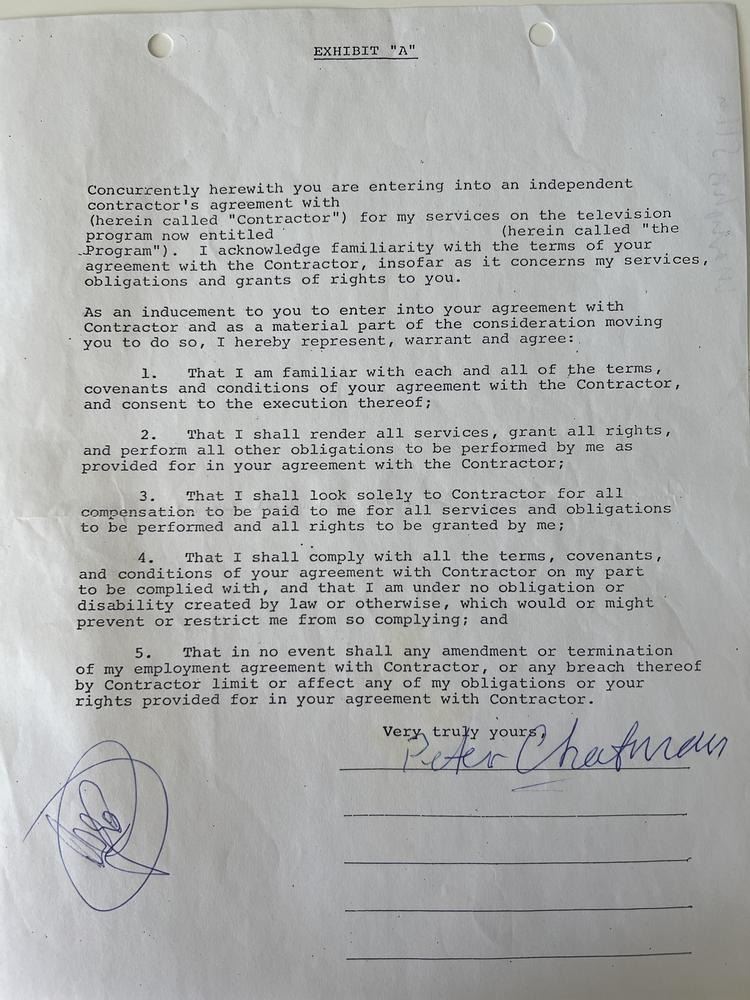 EXHIBIT "A"
Concurrently herewith you are entering into an independent
contractor's agreement with
(herein called "Contractor") for my services on the television
program now entitled (herein called "the
Program"). I acknowledge familiarity with the terms of your
agreement with the Contractor, insofar as it concerns my services,
obligations and grants of rights to you.
As an inducement to you to enter into your agreement with
Contractor and as a material part of the consideration moving
you to do so, I hereby represent, warrant and agree:
1. That I am familiar with each and all of the terms,
covenants and conditions of your agreement with the Contractor,
and consent to the execution thereof;
2. That I shall render all services, grant all rights,
and perform all other obligations to be performed by me as
provided for in your agreement with the Contractor;
3. That I shall look solely to Contractor for all
compensation to be paid to me for all services and obligations
to be performed and all rights to be granted by me;
4. That I shall comply with all the terms, covenants,
and conditions of your agreement with Contractor on my part
to be complied with, and that I am under no obligation or
disability created by law or otherwise, which would or might
prevent or restrict me from so complying; and
5. That in no event shall any amendment or termination
of my employment agreement with Contractor, or any breach thereof
by Contractor limit or affect any of my obligations or your
rights provided for in your agreement with Contractor.
Very truly yours,
Peter Chatman